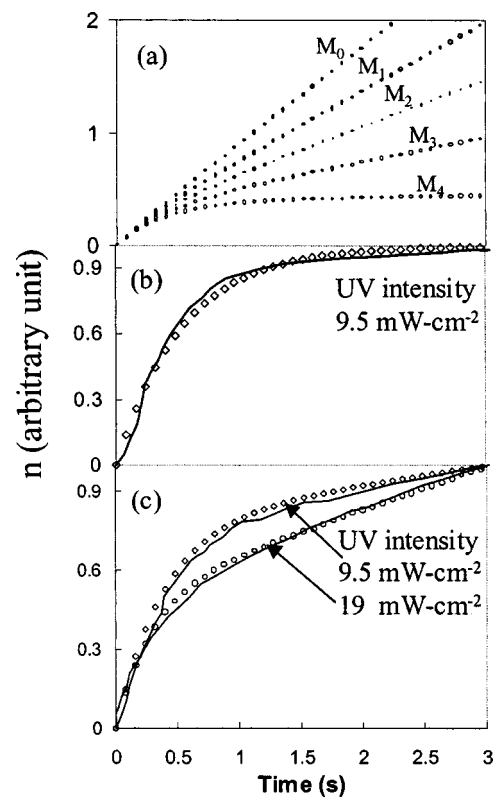 2
(a)
M₀
M₁
M₂
M₃
M₄
1
0
0.9
(b)
UV intensity
9.5 mW-cm⁻²
0.6
0.3
0
n (arbitrary unit)
0.9
(c)
UV intensity
9.5 mW-cm⁻²
19 mW-cm⁻²
0.6
0.3
0
0 0.5 1 1.5 2 2.5 3
Time (s)